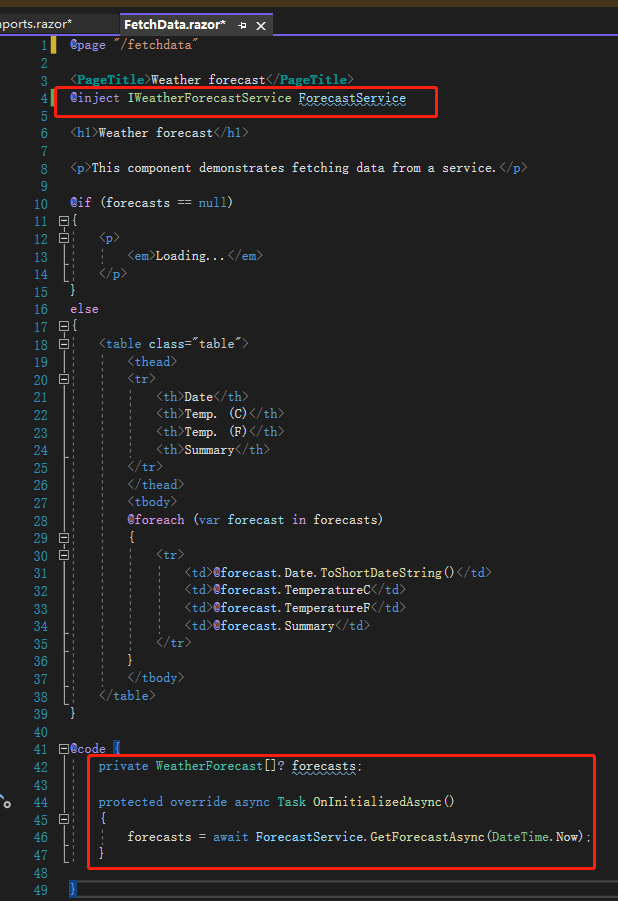 mports.razor*
FetchData.razor*
1 @page "/fetchdata"
2
3 <PageTitle>Weather forecast</PageTitle>
4 @inject IWeatherForecastService ForecastService
5
6 <h1>Weather forecast</h1>
7
8 <p>This component demonstrates fetching data from a service.</p>
9
10 @if (forecasts == null)
11 {
12 <p>
13 <em>Loading...</em>
14 </p>
15 }
16 else
17 {
18 <table class="table">
19 <thead>
20 <tr>
21 <th>Date</th>
22 <th>Temp. (C)</th>
23 <th>Temp. (F)</th>
24 <th>Summary</th>
25 </tr>
26 </thead>
27 <tbody>
28 @foreach (var forecast in forecasts)
29 {
30 <tr>
31 <td>@forecast.Date.ToShortDateString()</td>
32 <td>@forecast.TemperatureC</td>
33 <td>@forecast.TemperatureF</td>
34 <td>@forecast.Summary</td>
35 </tr>
36 }
37 </tbody>
38 </table>
39 }
40
41 @code {
42 private WeatherForecast[]? forecasts;
43
44 protected override async Task OnInitializedAsync()
45 {
46 forecasts = await ForecastService.GetForecastAsync(DateTime.Now);
47 }
48
49 }